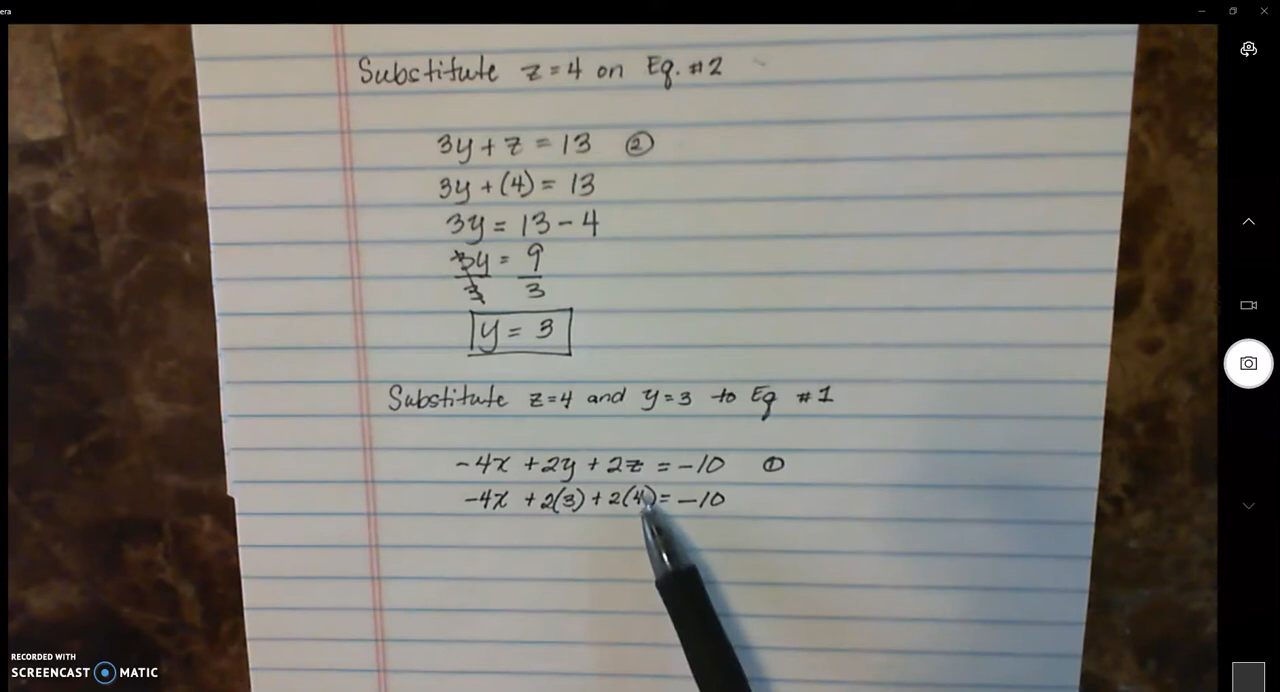 era
Substitute z = 4 on Eq. #2
3y + z = 13 ②
3y + (4) = 13
3y = 13 - 4
3y = 9
3 3
y = 3
Substitute z=4 and y=3 to Eq #1
-4x + 2y + 2z = -10 ①
-4x + 2(3) + 2(4) = -10
RECORDED WITH
SCREENCAST MATIC